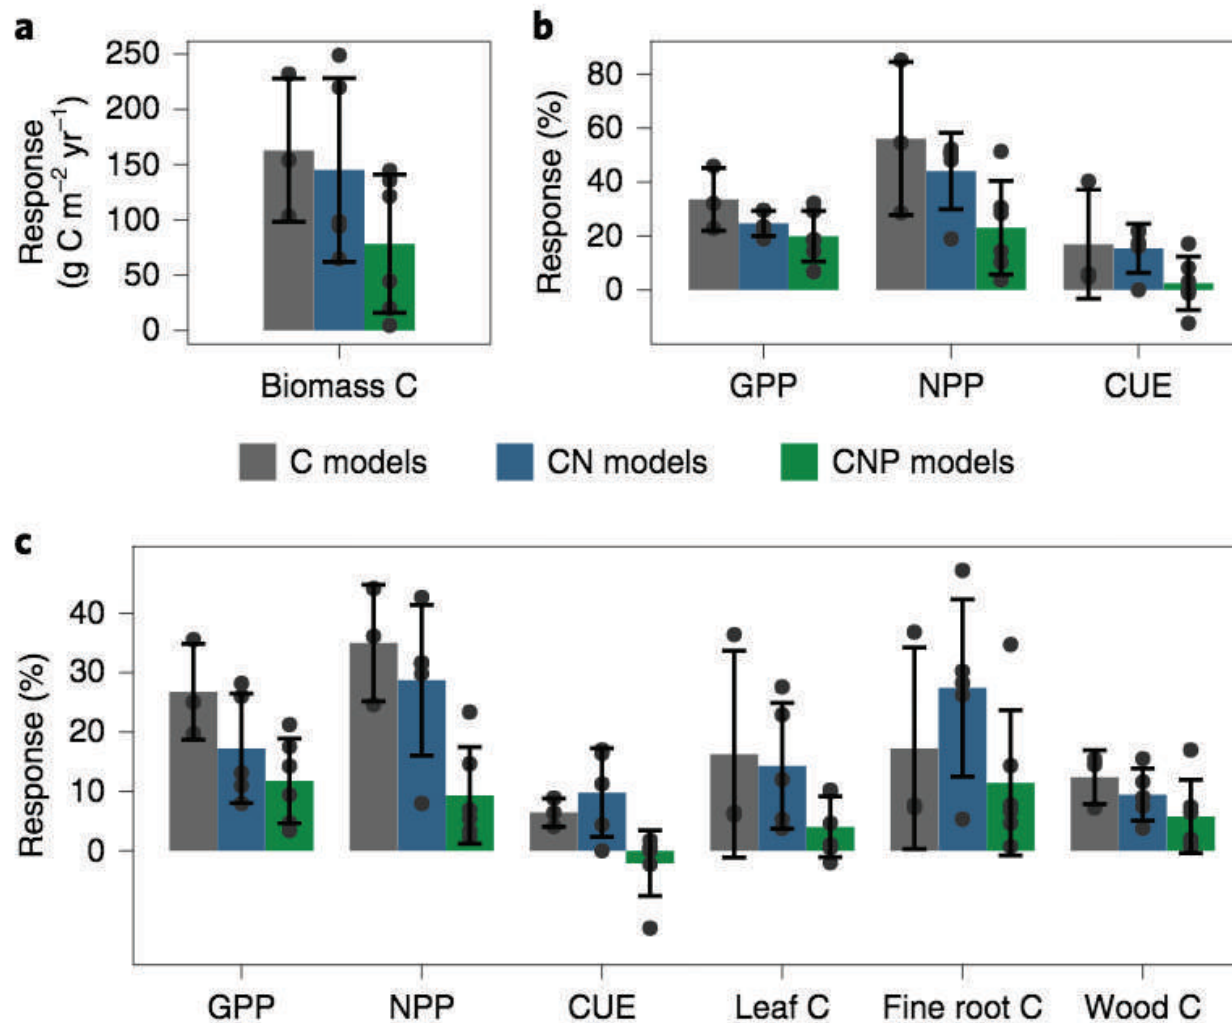 a
250
200
150
100
50
0
Response
(g C m⁻² yr⁻¹)
Biomass C
b
80
60
40
20
0
Response (%)
GPP NPP CUE
C models CN models CNP models
c
40
30
20
10
0
Response (%)
GPP NPP CUE Leaf C Fine root C Wood C